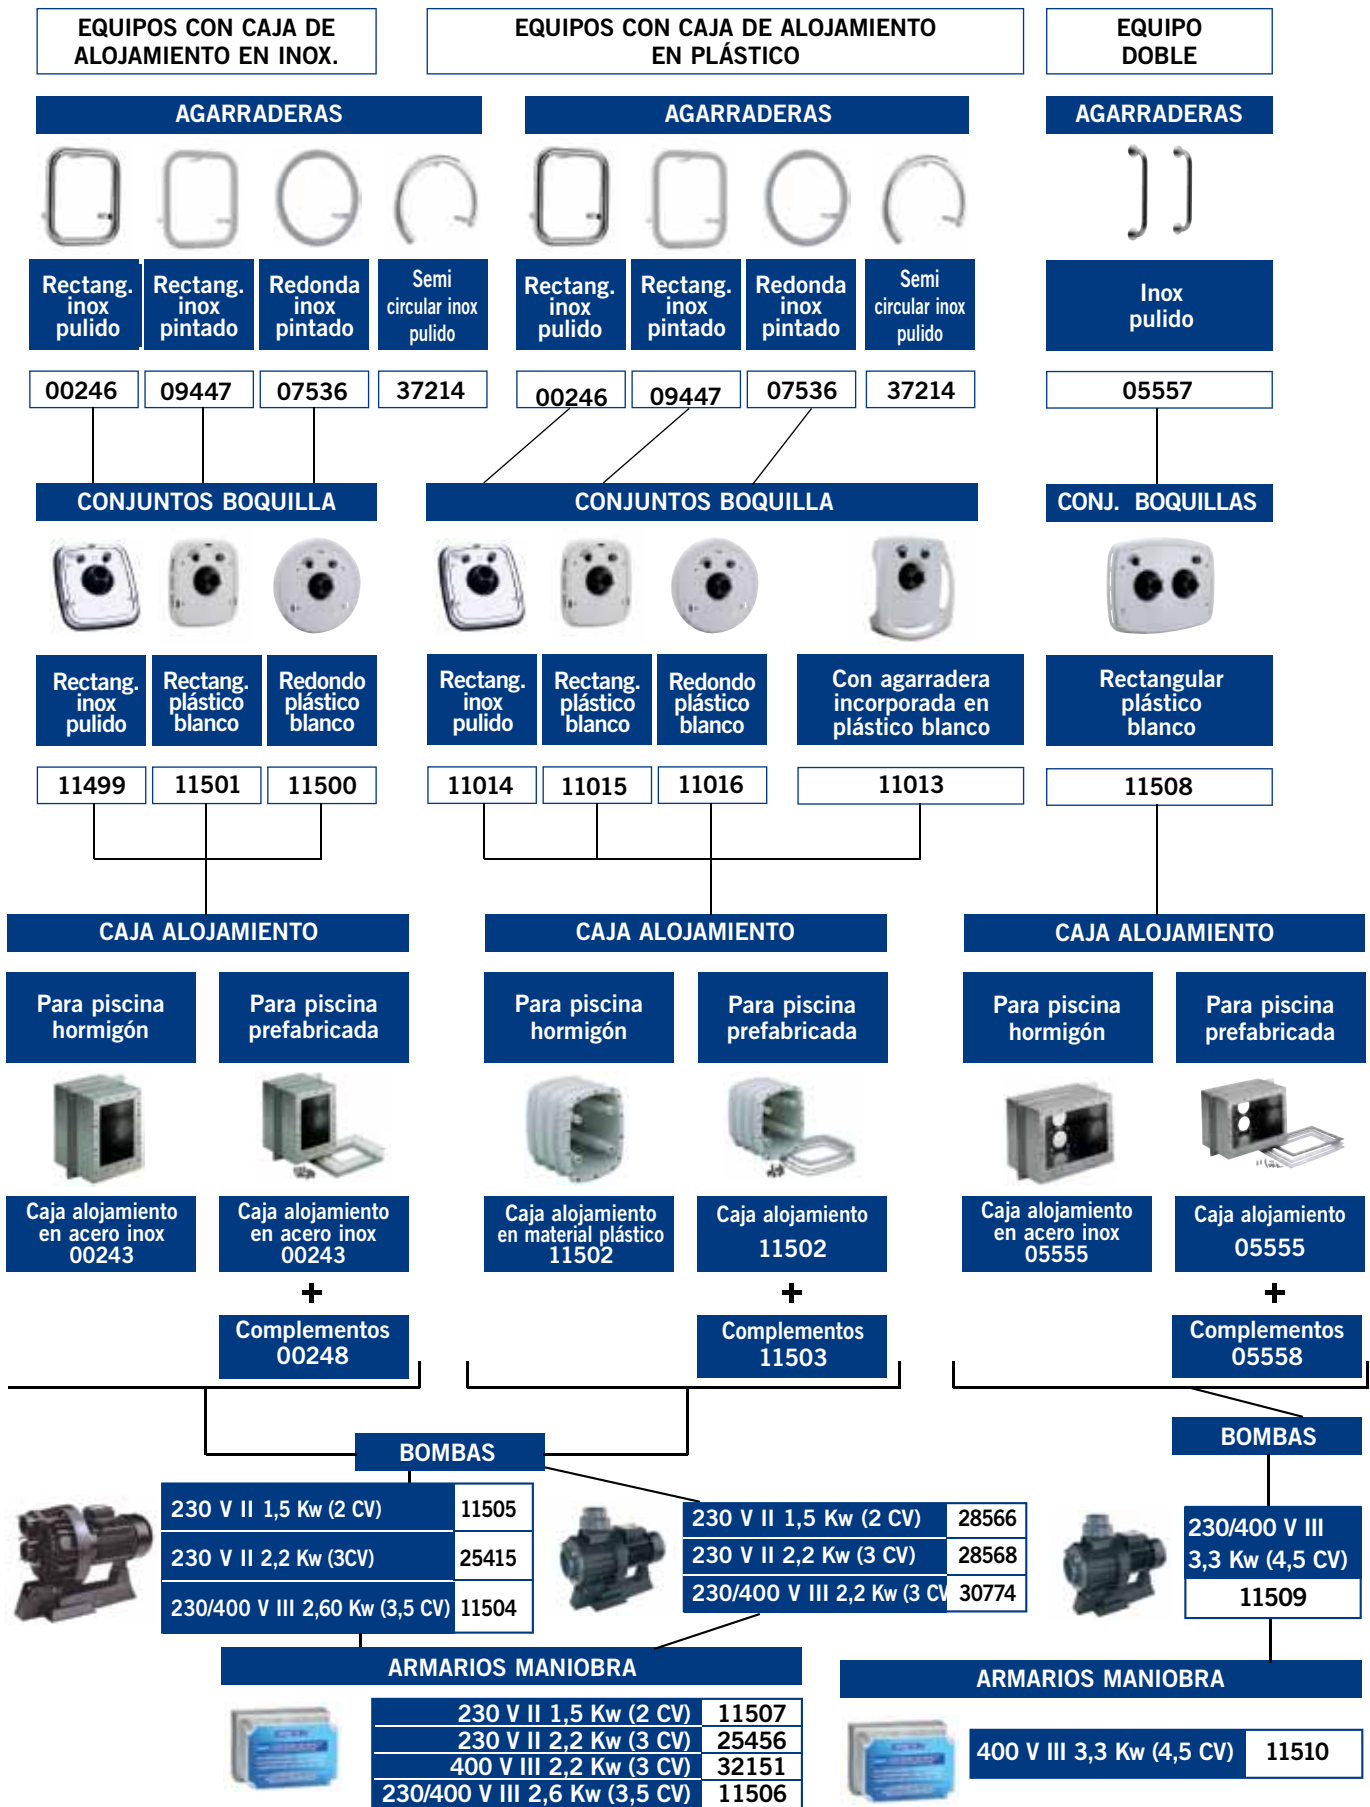 EQUIPOS CON CAJA DE
ALOJAMIENTO EN INOX.
EQUIPOS CON CAJA DE ALOJAMIENTO
EN PLÁSTICO
EQUIPO
DOBLE
AGARRADERAS
AGARRADERAS
AGARRADERAS
Rectang.
inox
pulido
Rectang.
inox
pintado
Redonda
inox
pintado
Semi
circular inox
pulido
Rectang.
inox
pulido
Rectang.
inox
pintado
Redonda
inox
pintado
Semi
circular inox
pulido
Inox
pulido
00246
09447
07536
37214
00246
09447
07536
37214
05557
CONJUNTOS BOQUILLA
CONJUNTOS BOQUILLA
CONJ. BOQUILLAS
Rectang.
inox
pulido
Rectang.
plástico
blanco
Redondo
plástico
blanco
Rectang.
inox
pulido
Rectang.
plástico
blanco
Redondo
plástico
blanco
Con agarradera
incorporada en
plástico blanco
Rectangular
plástico
blanco
11499
11501
11500
11014
11015
11016
11013
11508
CAJA ALOJAMIENTO
CAJA ALOJAMIENTO
CAJA ALOJAMIENTO
Para piscina
hormigón
Para piscina
prefabricada
Para piscina
hormigón
Para piscina
prefabricada
Para piscina
hormigón
Para piscina
prefabricada
Caja alojamiento
en acero inox
00243
Caja alojamiento
en acero inox
00243
Caja alojamiento
en material plástico
11502
Caja alojamiento
11502
Caja alojamiento
en acero inox
05555
Caja alojamiento
05555
+
+
+
Complementos
00248
Complementos
11503
Complementos
05558
BOMBAS
BOMBAS
230 V II 1,5 Kw (2 CV) 11505
230 V II 2,2 Kw (3CV) 25415
230/400 V III 2,60 Kw (3,5 CV) 11504
230 V II 1,5 Kw (2 CV) 28566
230 V II 2,2 Kw (3 CV) 28568
230/400 V III 2,2 Kw (3 CV 30774
230/400 V III
3,3 Kw (4,5 CV)
11509
ARMARIOS MANIOBRA
ARMARIOS MANIOBRA
230 V II 1,5 Kw (2 CV) 11507
230 V II 2,2 Kw (3 CV) 25456
400 V III 2,2 Kw (3 CV) 32151
230/400 V III 2,6 Kw (3,5 CV) 11506
400 V III 3,3 Kw (4,5 CV) 11510